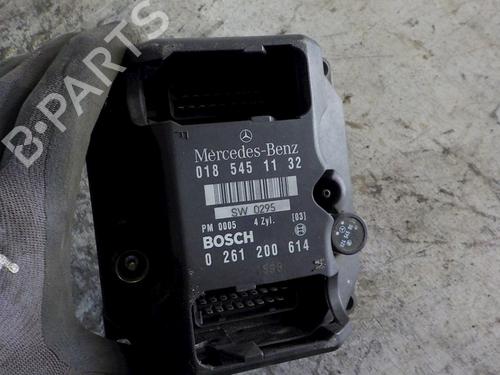 B-PARTS
Mercedes-Benz
018 545 11 32
SW 0295
PM 0005 4 Zyl. [03]
BOSCH
0 261 200 614